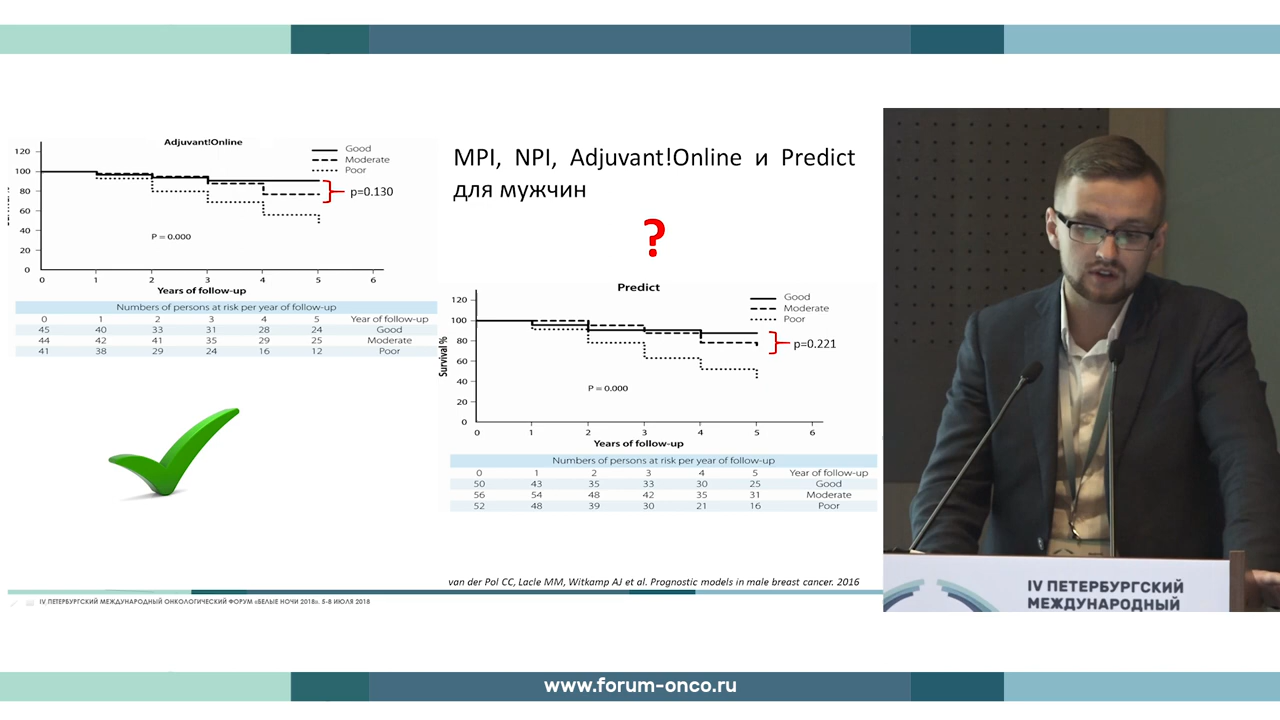 Adjuvant!Online
Good
Moderate
Poor
120
100
80
60
40
20
0
p=0.130
P = 0.000
0 1 2 3 4 5 6
Years of follow-up
Numbers of persons at risk per year of follow-up
0 1 2 3 4 5 Year of follow-up
45 40 33 31 28 24 Good
44 42 41 35 29 25 Moderate
41 38 29 24 16 12 Poor
MPI, NPI, Adjuvant!Online и Predict
для мужчин
?
Predict
Good
Moderate
Poor
Survival %
120
100
80
60
40
20
0
p=0.221
P = 0.000
0 1 2 3 4 5 6
Years of follow-up
Numbers of persons at risk per year of follow-up
0 1 2 3 4 5 Year of follow-up
50 43 35 33 30 25 Good
56 54 48 42 35 31 Moderate
52 48 39 30 21 16 Poor
van der Pol CC, Lacle MM, Witkamp AJ et al. Prognostic models in male breast cancer. 2016
IV ПЕТЕРБУРГСКИЙ МЕЖДУНАРОДНЫЙ ОНКОЛОГИЧЕСКИЙ ФОРУМ «БЕЛЫЕ НОЧИ 2018». 5-8 ИЮЛЯ 2018
IV ПЕТЕРБУРГСКИЙ
МЕЖДУНАРОДНЫЙ
www.forum-onco.ru